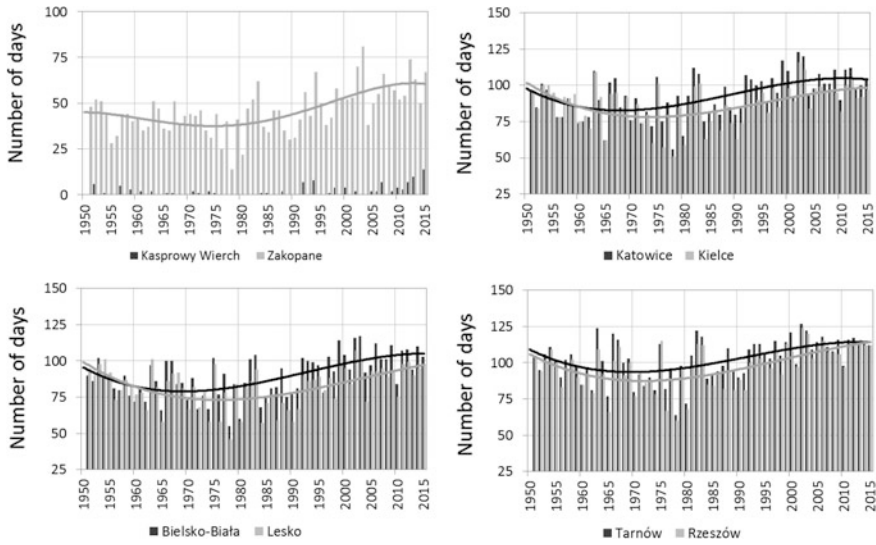 Number of days
100
75
50
25
0
1950 1955 1960 1965 1970 1975 1980 1985 1990 1995 2000 2005 2010 2015
Kasprowy Wierch Zakopane
Number of days
150
125
100
75
50
25
1950 1955 1960 1965 1970 1975 1980 1985 1990 1995 2000 2005 2010 2015
Katowice Kielce
Number of days
150
125
100
75
50
25
1950 1955 1960 1965 1970 1975 1980 1985 1990 1995 2000 2005 2010 2015
Bielsko-Biała Lesko
Number of days
150
125
100
75
50
25
1950 1955 1960 1965 1970 1975 1980 1985 1990 1995 2000 2005 2010 2015
Tarnów Rzeszów